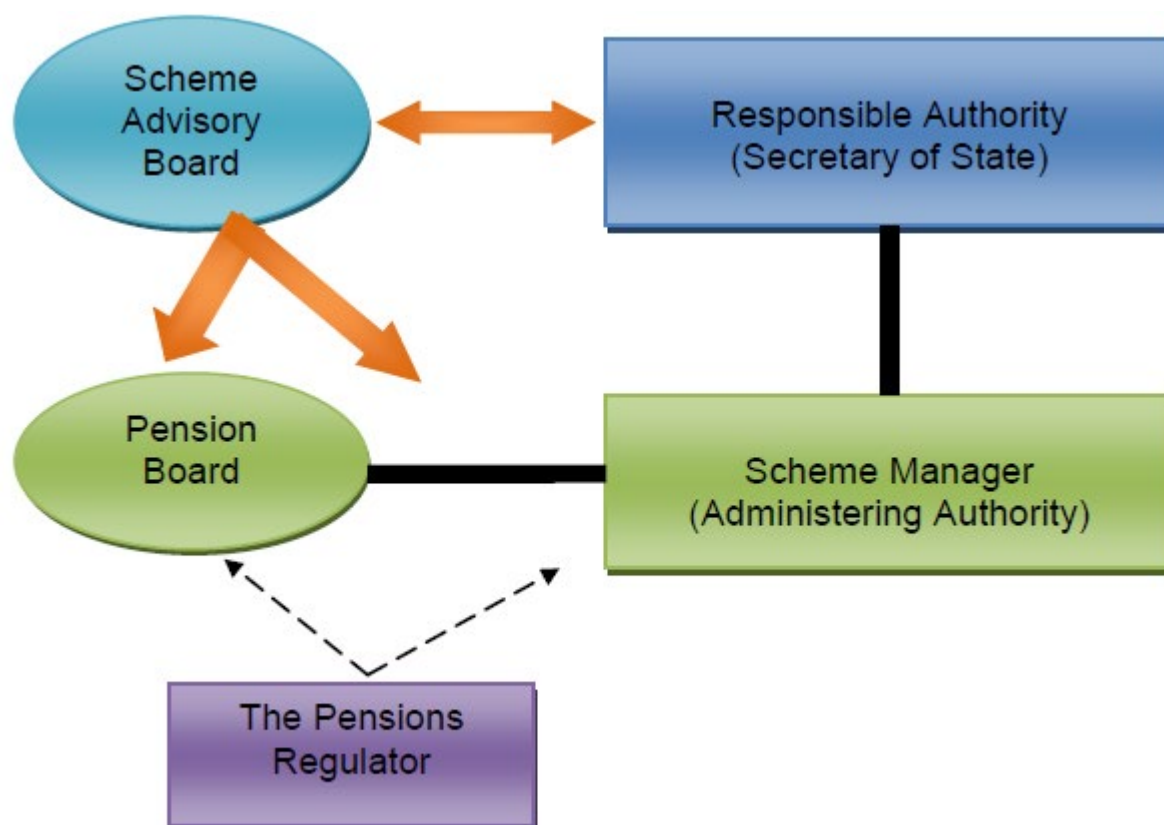 Scheme
Advisory
Board
Responsible Authority
(Secretary of State)
Pension
Board
Scheme Manager
(Administering Authority)
The Pensions
Regulator